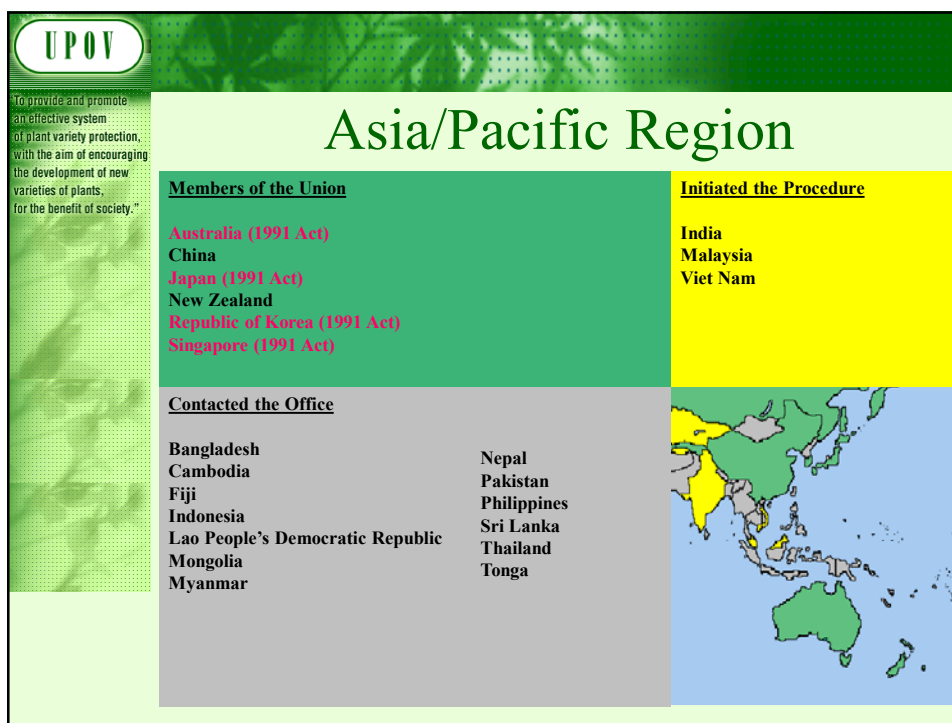 UPOV
"To provide and promote
an effective system
of plant variety protection,
with the aim of encouraging
the development of new
varieties of plants,
for the benefit of society."
Asia/Pacific Region
Members of the Union
Australia (1991 Act)
China
Japan (1991 Act)
New Zealand
Republic of Korea (1991 Act)
Singapore (1991 Act)
Initiated the Procedure
India
Malaysia
Viet Nam
Contacted the Office
Bangladesh
Cambodia
Fiji
Indonesia
Lao People’s Democratic Republic
Mongolia
Myanmar
Nepal
Pakistan
Philippines
Sri Lanka
Thailand
Tonga